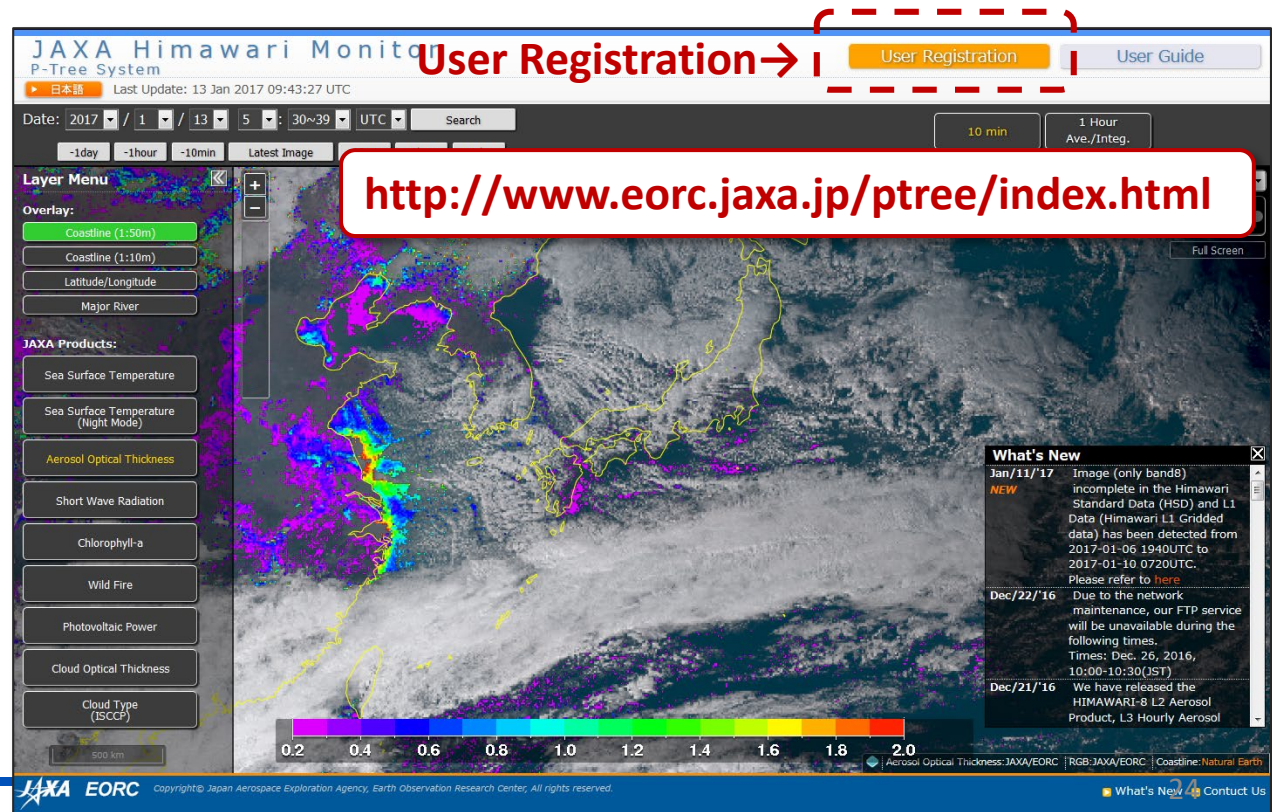 JAXA Himawari Monitor
User Registration→
User Registration
User Guide
P-Tree System
日本語
Last Update: 13 Jan 2017 09:43:27 UTC
Date: 2017 / 1 / 13 5 : 30~39 UTC Search
10 min
1 Hour
Ave./Integ.
-1day -1hour -10min Latest Image
http://www.eorc.jaxa.jp/ptree/index.html
Full Screen
Layer Menu
+
−
Overlay:
Coastline (1:50m)
Coastline (1:10m)
Latitude/Longitude
Major River
JAXA Products:
Sea Surface Temperature
Sea Surface Temperature
(Night Mode)
Aerosol Optical Thickness
Short Wave Radiation
Chlorophyll-a
Wild Fire
Photovoltaic Power
Cloud Optical Thickness
Cloud Type
(ISCCP)
500 km
What's New
Jan/11/'17 Image (only band8)
NEW incomplete in the Himawari
Standard Data (HSD) and L1
Data (Himawari L1 Gridded
data) has been detected from
2017-01-06 1940UTC to
2017-01-10 0720UTC.
Please refer to here
Dec/22/'16 Due to the network
maintenance, our FTP service
will be unavailable during the
following times.
Times: Dec. 26, 2016,
10:00-10:30(JST)
Dec/21/'16 We have released the
HIMAWARI-8 L2 Aerosol
Product, L3 Hourly Aerosol
0.2 0.4 0.6 0.8 1.0 1.2 1.4 1.6 1.8 2.0
Aerosol Optical Thickness:JAXA/EORC RGB:JAXA/EORC Coastline:Natural Earth
JAXA EORC Copyright© Japan Aerospace Exploration Agency, Earth Observation Research Center, All rights reserved.
What's New Contuct Us
24